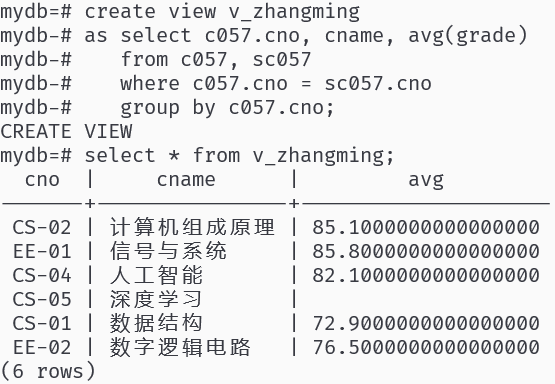 mydb=# create view v_zhangming
mydb-# as select c057.cno, cname, avg(grade)
mydb-#    from c057, sc057
mydb-#    where c057.cno = sc057.cno
mydb-#    group by c057.cno;
CREATE VIEW
mydb=# select * from v_zhangming;
  cno  |     cname      |         avg
-------+----------------+---------------------
 CS-02 | 计算机组成原理 | 85.1000000000000000
 EE-01 | 信号与系统     | 85.8000000000000000
 CS-04 | 人工智能       | 82.1000000000000000
 CS-05 | 深度学习       |
 CS-01 | 数据结构       | 72.9000000000000000
 EE-02 | 数字逻辑电路   | 76.5000000000000000
(6 rows)